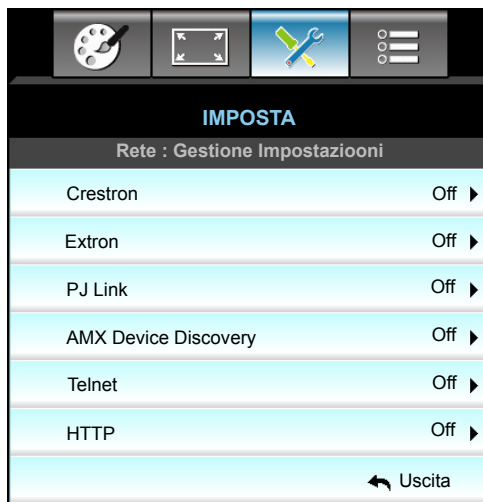 IMPOSTA
Rete : Gestione Impostaziooni
Crestron Off
Extron Off
PJ Link Off
AMX Device Discovery Off
Telnet Off
HTTP Off
Uscita